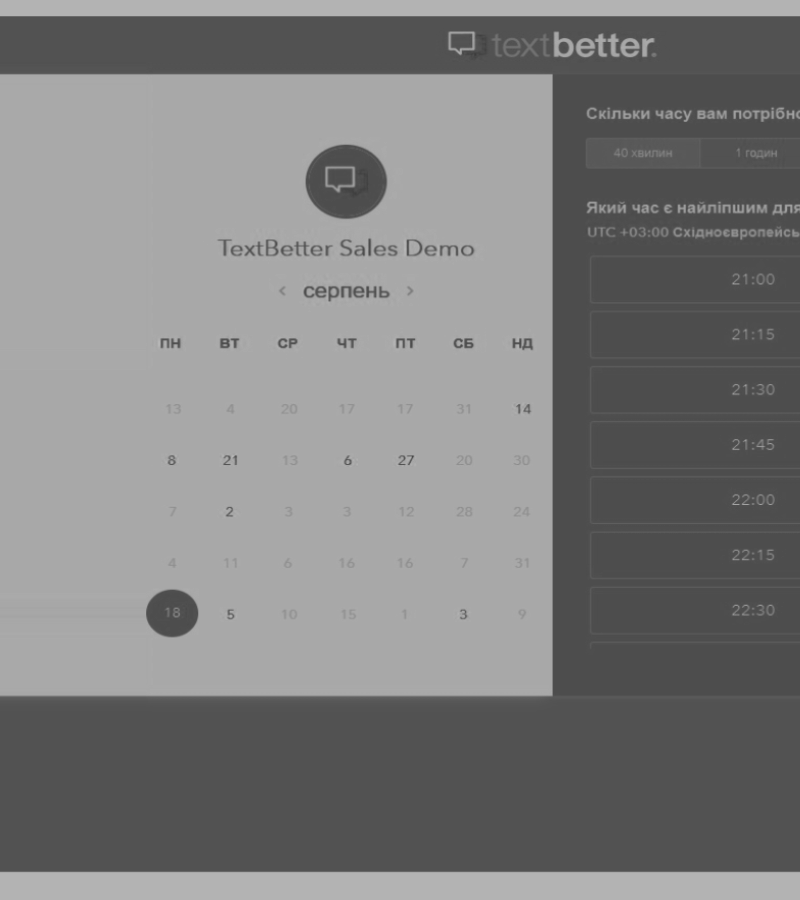 textbetter.
TextBetter Sales Demo
< серпень >
ПН ВТ СР ЧТ ПТ СБ НД
13 4 20 17 17 31 14
8 21 13 6 27 20 30
7 2 3 3 12 28 24
4 11 6 16 16 7 31
18 5 10 15 1 3 9
Скільки часу вам потрібно
40 хвилин 1 годин
Який час є найліпшим для
UTC +03:00 Східноєвропейсь
21:00
21:15
21:30
21:45
22:00
22:15
22:30